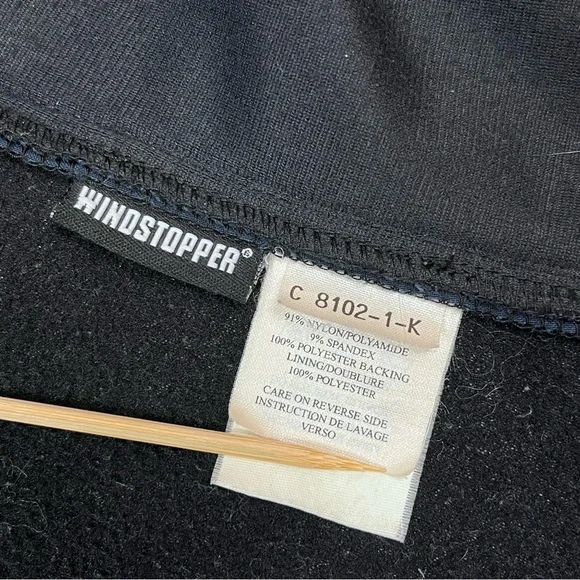 WINDSTOPPER®
C 8102-1-K
91% NYLON/POLYAMIDE
9% SPANDEX
100% POLYESTER BACKING
LINING/DOUBLURE
100% POLYESTER
CARE ON REVERSE SIDE
INSTRUCTION DE LAVAGE
VERSO